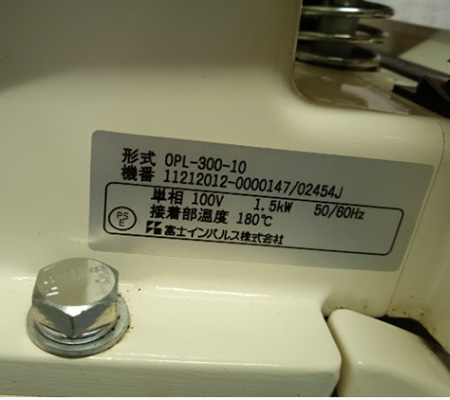 形式 OPL-300-10
機番 11212012-0000147/02454J
単相 100V 1.5kW 50/60Hz
接着部温度 180℃
PS
E
富士インパルス株式会社